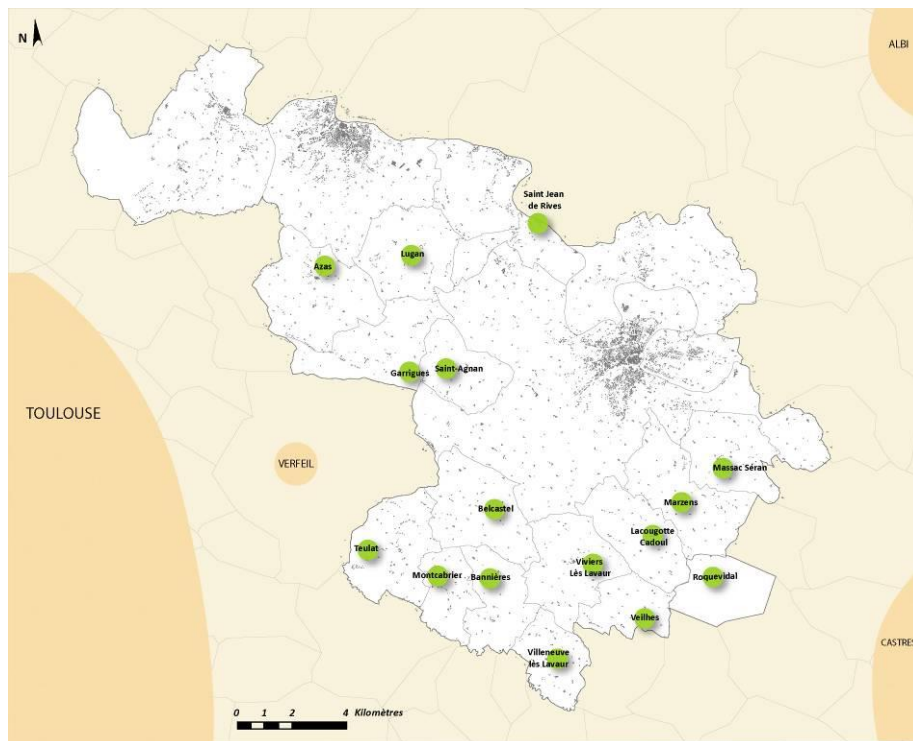 N
ALBI
Saint Jean
de Rives
Lugan
Azas
Garrigues
Saint-Agnan
TOULOUSE
VERFEIL
Massac Séran
Marzens
Belcastel
Lacougotte
Cadoul
Teulat
Montcabrier
Bannières
Viviers
Lès Lavaur
Roquevidal
Veilhes
Villeneuve
lès Lavaur
CASTRES
0 1 2 4 Kilomètres